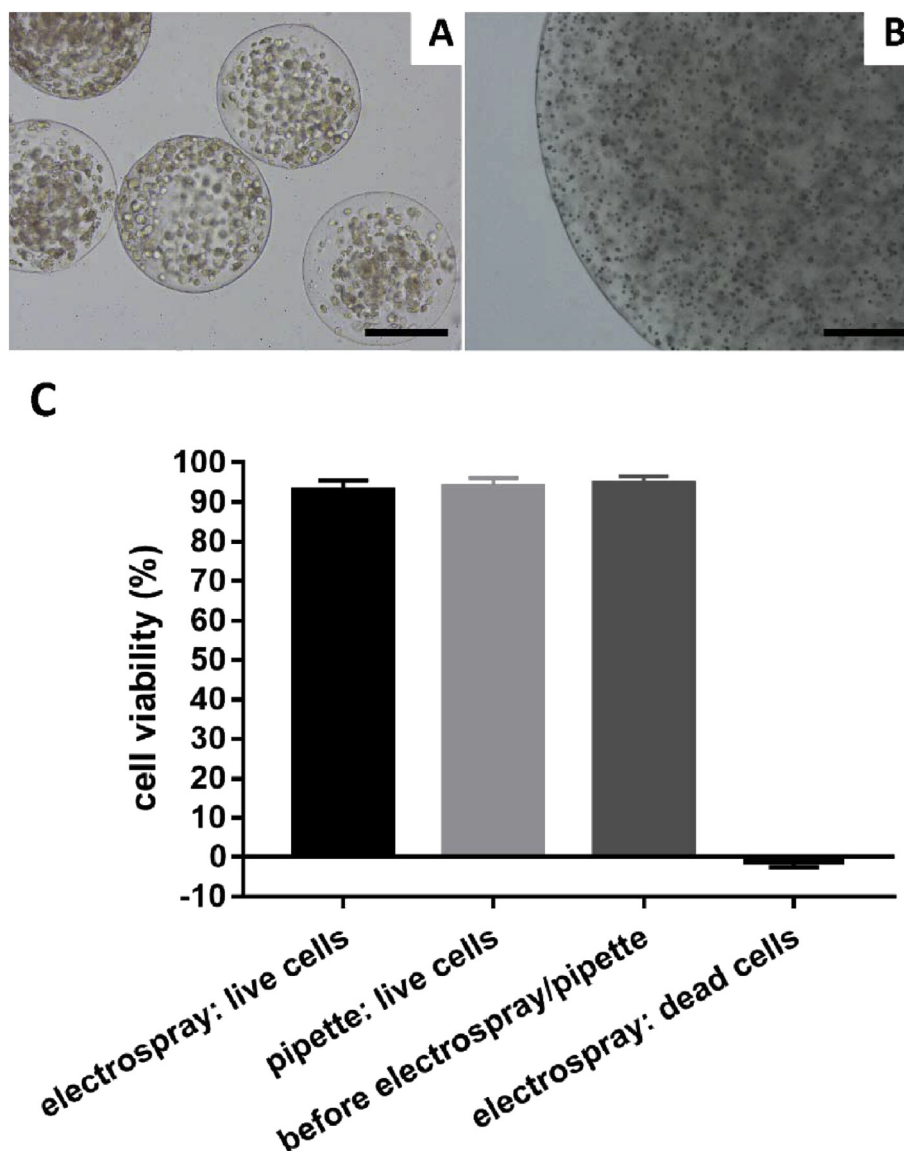 A
B
C
100
90
80
70
60
50
40
30
20
10
0
-10
cell viability (%)
electrospray: live cells
pipette: live cells
before electrospray/pipette
electrospray: dead cells